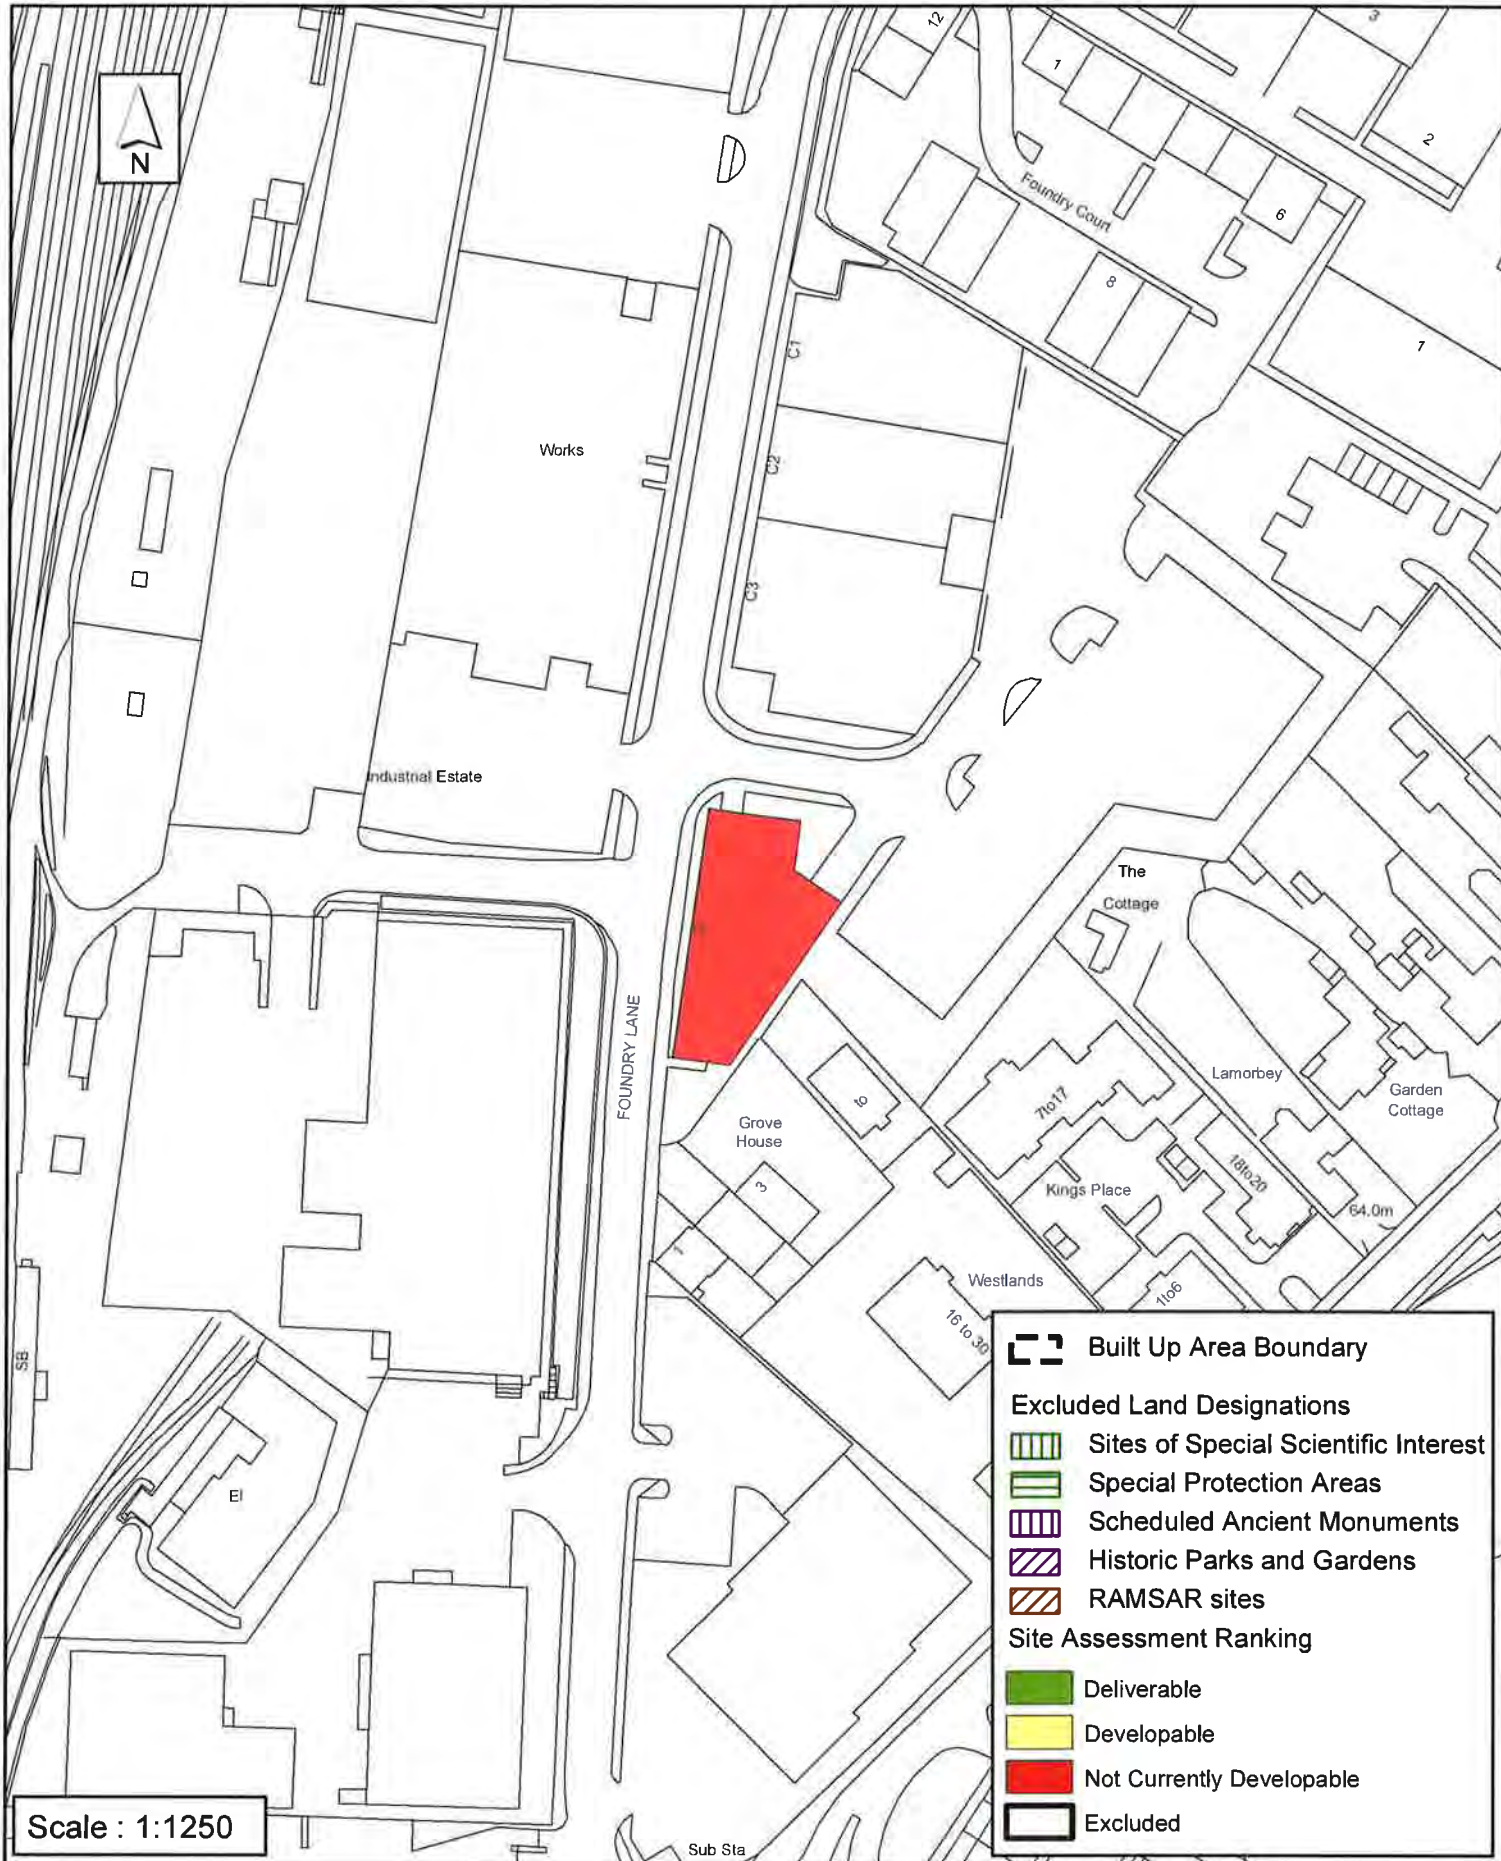 12
1
3
2
N
Foundry Court
6
8
1
C1
Works
C2
C3
Industrial Estate
The
Cottage
FOUNDRY LANE
Lamorbey
Garden
Cottage
7to17
to
Grove
House
18to20
Kings Place
3
64.0m
1
Westlands
1to6
16 to 30
SB
El
Sub Sta
Built Up Area Boundary
Excluded Land Designations
Sites of Special Scientific Interest
Special Protection Areas
Scheduled Ancient Monuments
Historic Parks and Gardens
RAMSAR sites
Site Assessment Ranking
Deliverable
Developable
Not Currently Developable
Excluded
Scale : 1:1250